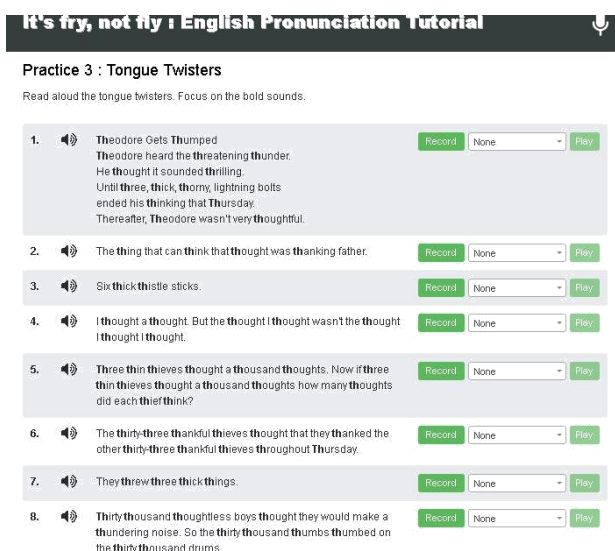 It's fry, not fly : English Pronunciation Tutorial
Practice 3 : Tongue Twisters
Read aloud the tongue twisters. Focus on the bold sounds.
1. Theodore Gets Thumped Record None Play
Theodore heard the threatening thunder.
He thought it sounded thrilling.
Until three, thick, thorny, lightning bolts
ended his thinking that Thursday.
Thereafter, Theodore wasn't very thoughtful.
2. The thing that can think that thought was thanking father. Record None Play
3. Six thick thistle sticks. Record None Play
4. I thought a thought. But the thought I thought wasn't the thought Record None Play
I thought I thought.
5. Three thin thieves thought a thousand thoughts. Now if three Record None Play
thin thieves thought a thousand thoughts how many thoughts
did each thief think?
6. The thirty-three thankful thieves thought that they thanked the Record None Play
other thirty-three thankful thieves throughout Thursday.
7. They threw three thick things. Record None Play
8. Thirty thousand thoughtless boys thought they would make a Record None Play
thundering noise. So the thirty thousand thumbs thumbed on
the thirty thousand drums.